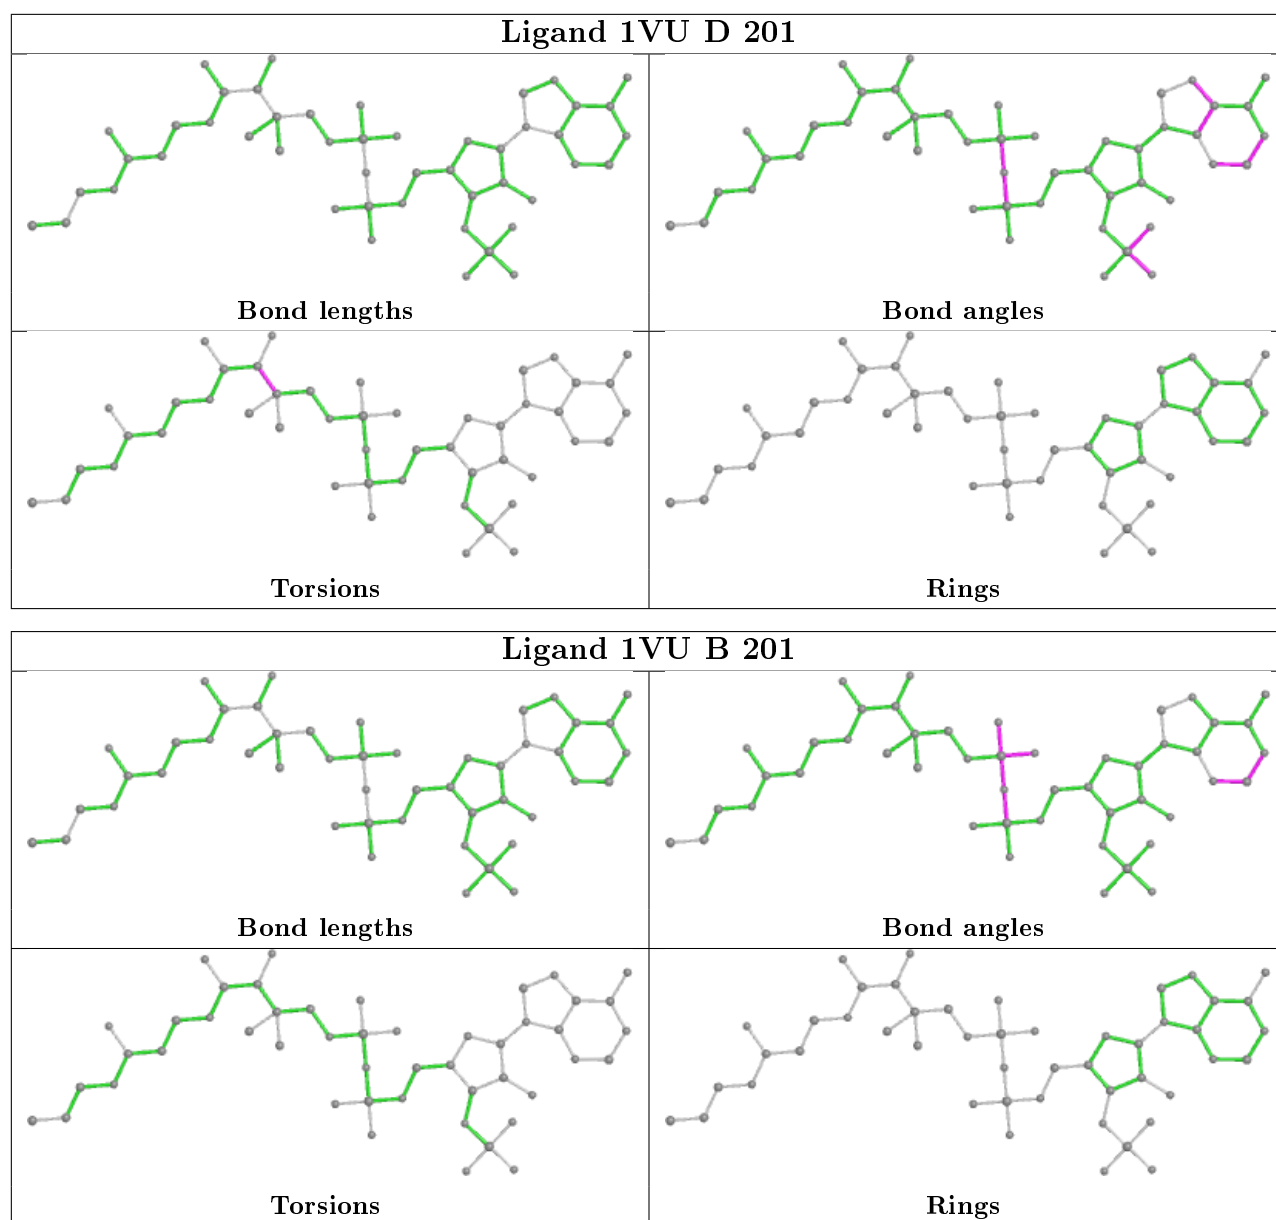 Ligand 1VU D 201
Bond lengths
Bond angles
Torsions
Rings
Ligand 1VU B 201
Bond lengths
Bond angles
Torsions
Rings